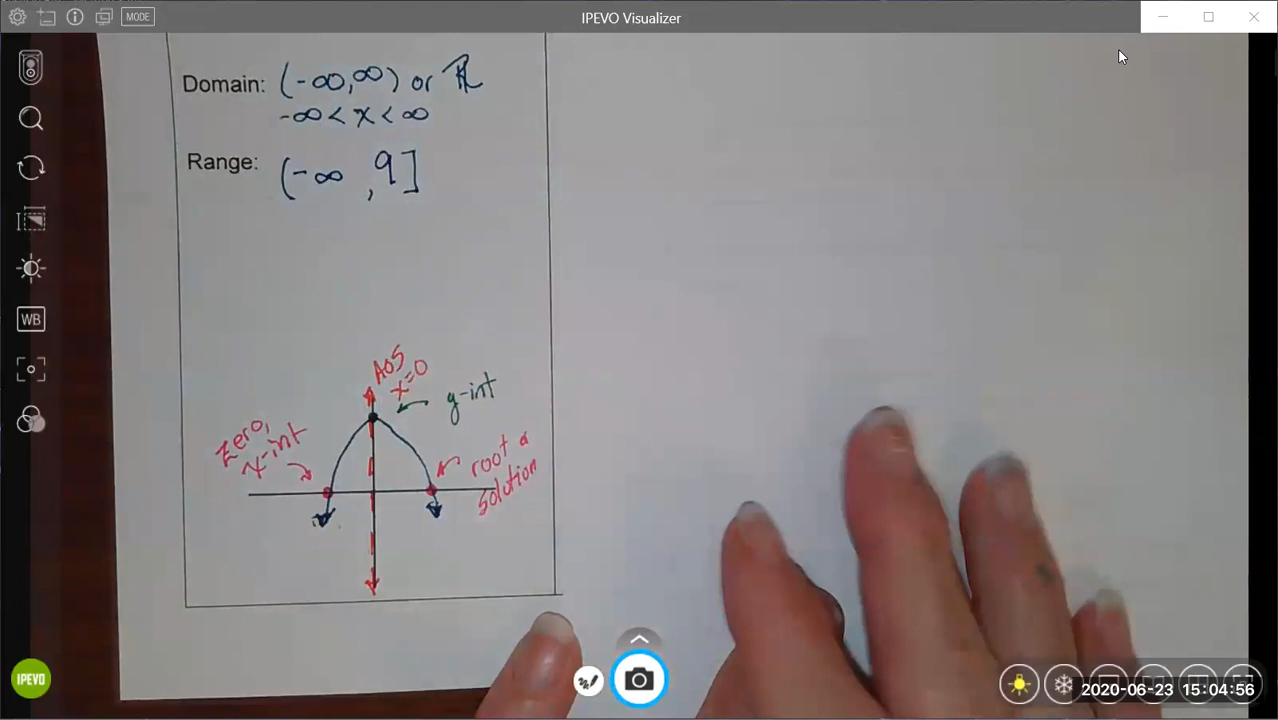 MODE
IPEVO Visualizer
Domain: (-∞,∞) or ℝ
-∞ < x < ∞
Range: (-∞, 9]
AOS
x=0
y-int
zero,
x-int
root or
solution
WB
IPEVO
2020-06-23 15:04:56